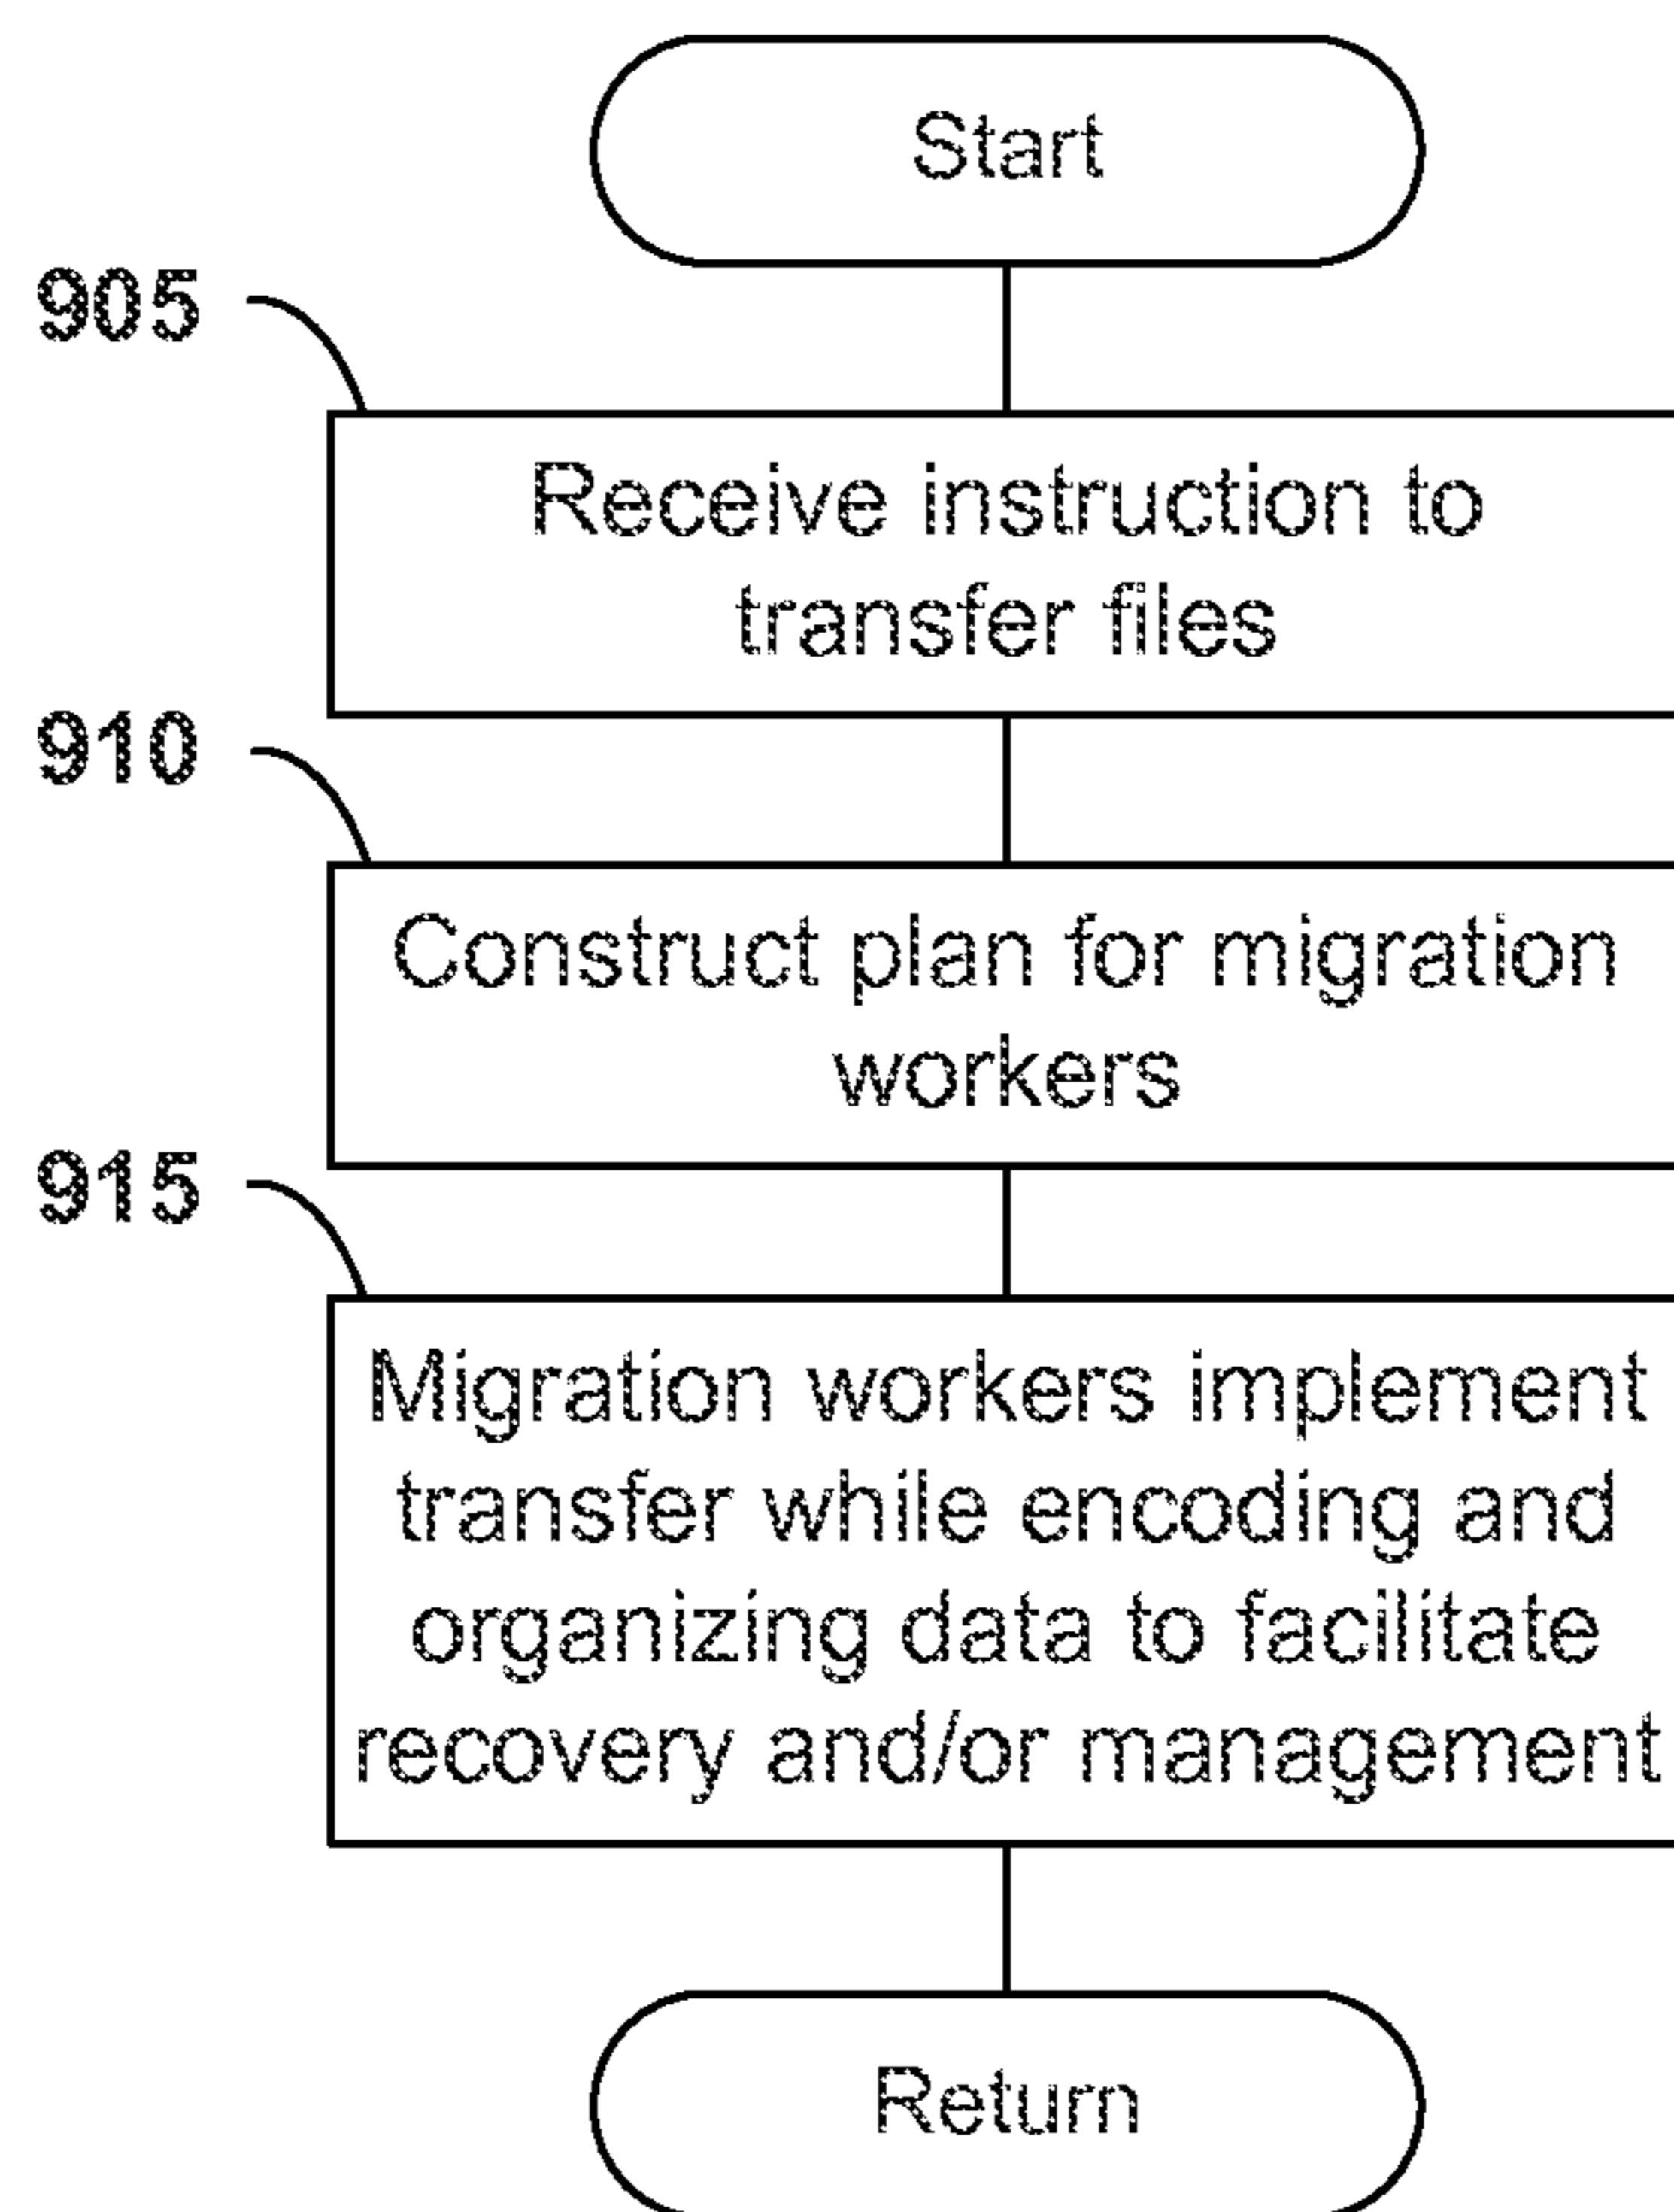 Start
905
Receive instruction to
transfer files
910
Construct plan for migration
workers
915
Migration workers implement
transfer while encoding and
organizing data to facilitate
recovery and/or management
Return